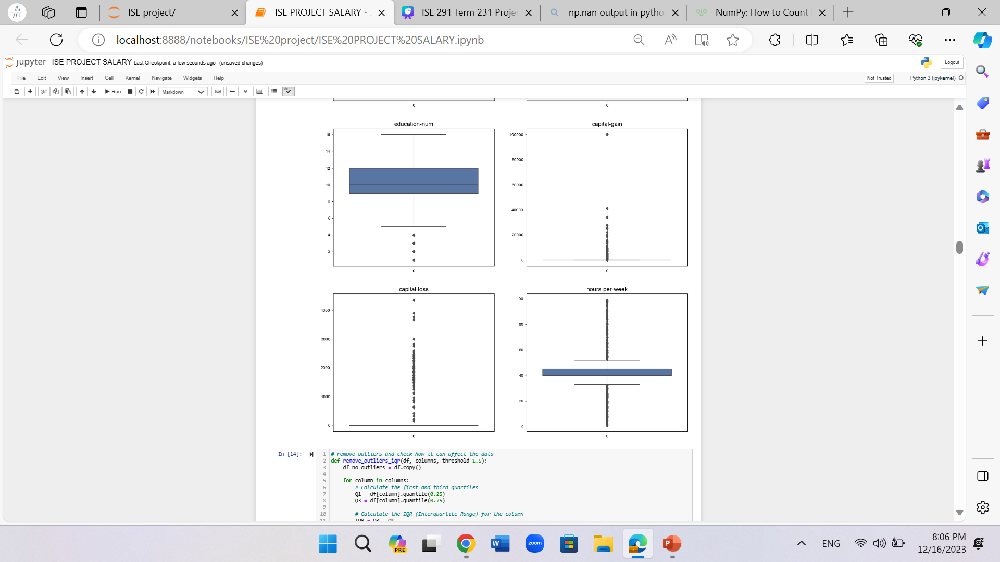 ISE project/
ISE PROJECT SALARY -
ISE 291 Term 231 Proje
np.nan output in pytho
NumPy: How to Count
localhost:8888/notebooks/ISE%20project/ISE%20PROJECT%20SALARY.ipynb
jupyter ISE PROJECT SALARY Last Checkpoint: a few seconds ago (unsaved changes)
Logout
File Edit View Insert Cell Kernel Navigate Widgets Help
Not Trusted
Python 3 (ipykernel)
Run
Markdown
0
0
education-num
16
14
12
10
8
6
4
2
0
capital-gain
100000
80000
60000
40000
20000
0
0
capital-loss
4000
3000
2000
1000
0
0
hours-per-week
100
80
60
40
20
0
0
In [14]:
1 # remove outliers and check how it can affect the data
2 def remove_outliers_iqr(df, columns, threshold=1.5):
3 df_no_outliers = df.copy()
4
5 for column in columns:
6 # Calculate the first and third quartiles
7 Q1 = df[column].quantile(0.25)
8 Q3 = df[column].quantile(0.75)
9
10 # Calculate the IQR (Interquartile Range) for the column
11 IQR = Q3 - Q1
PRE
W
zoom
P
ENG
8:06 PM
12/16/2023